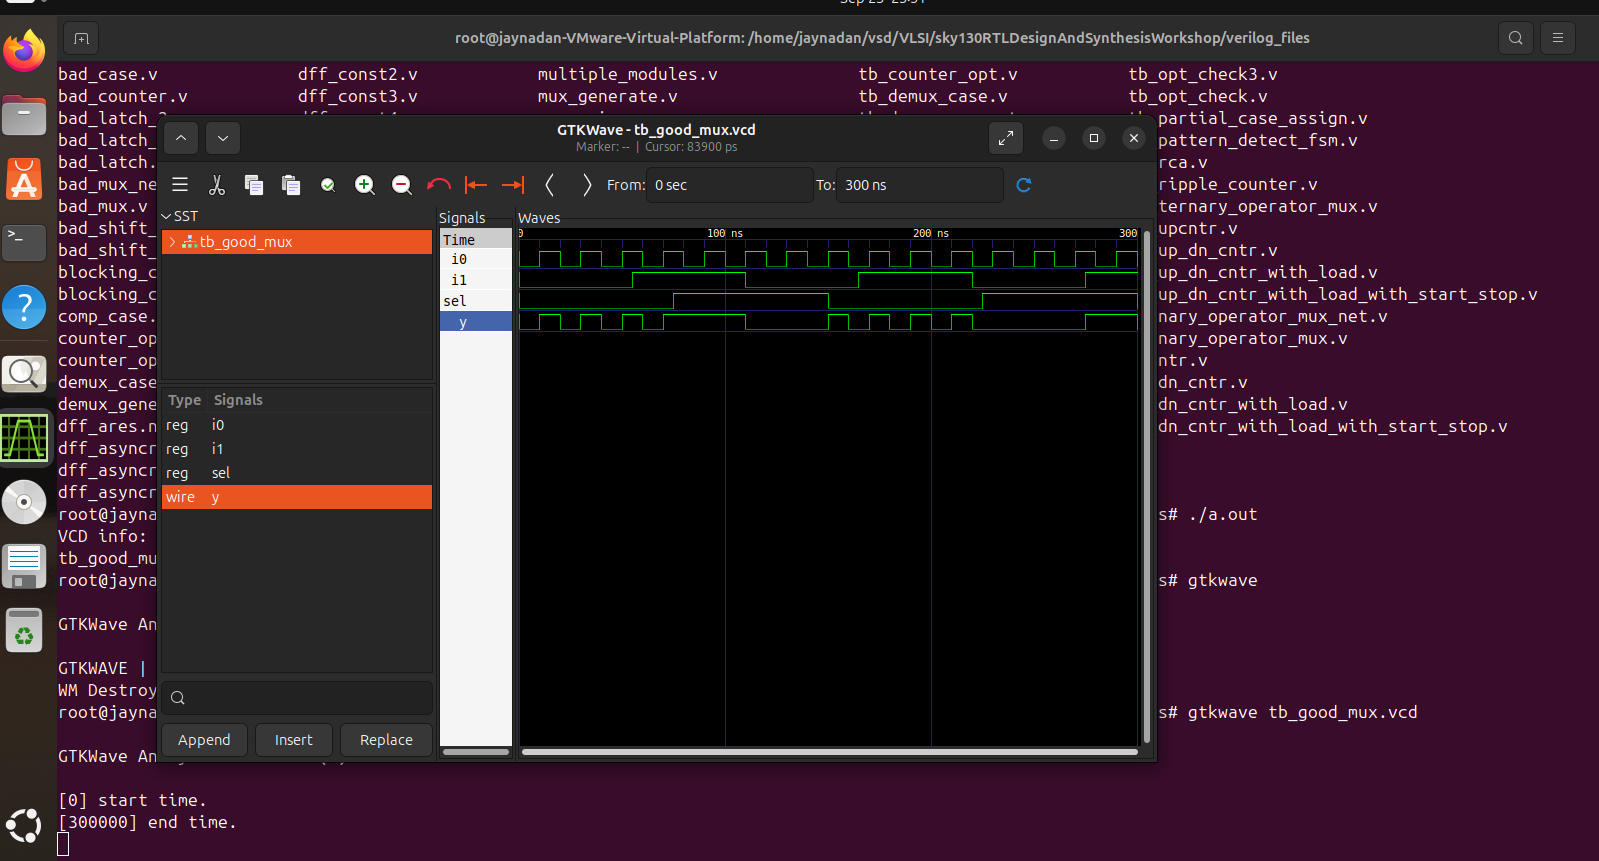 Sep 23 23:51
root@jaynadan-VMware-Virtual-Platform: /home/jaynadan/vsd/VLSI/sky130RTLDesignAndSynthesisWorkshop/verilog_files
bad_case.v dff_const2.v multiple_modules.v tb_counter_opt.v tb_opt_check3.v
bad_counter.v dff_const3.v mux_generate.v tb_demux_case.v tb_opt_check.v
bad_latch_ partial_case_assign.v
bad_latch_ pattern_detect_fsm.v
bad_latch. rca.v
bad_mux_ne ripple_counter.v
bad_mux.v ternary_operator_mux.v
bad_shift_ upcntr.v
bad_shift_ up_dn_cntr.v
blocking_c up_dn_cntr_with_load.v
blocking_c up_dn_cntr_with_load_with_start_stop.v
comp_case. nary_operator_mux_net.v
counter_op nary_operator_mux.v
counter_op ntr.v
demux_case dn_cntr.v
demux_gene dn_cntr_with_load.v
dff_ares.n dn_cntr_with_load_with_start_stop.v
dff_asyncr
dff_asyncr
dff_asyncr
root@jayna s# ./a.out
VCD info:
tb_good_mu
root@jayna s# gtkwave
GTKWave An
GTKWAVE |
WM Destroy
root@jayna s# gtkwave tb_good_mux.vcd
GTKWave An
[0] start time.
[300000] end time.
GTKWave - tb_good_mux.vcd
Marker: -- | Cursor: 83900 ps
From: 0 sec To: 300 ns
SST
tb_good_mux
Type Signals
reg i0
reg i1
reg sel
wire y
Append Insert Replace
Signals
Time
i0
i1
sel
y
Waves
0 100 ns 200 ns 300